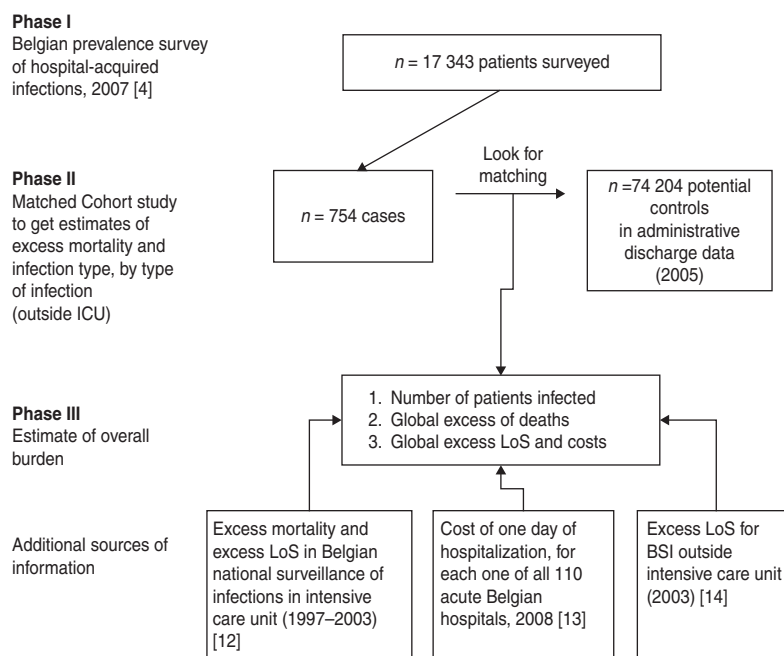 Phase I
Belgian prevalence survey
of hospital-acquired
infections, 2007 [4]
n = 17 343 patients surveyed
Phase II
Matched Cohort study
to get estimates of
excess mortality and
infection type, by type
of infection
(outside ICU)
n = 754 cases
Look for
matching
n =74 204 potential
controls
in administrative
discharge data
(2005)
Phase III
Estimate of overall
burden
1. Number of patients infected
2. Global excess of deaths
3. Global excess LoS and costs
Additional sources of
information
Excess mortality and
excess LoS in Belgian
national surveillance of
infections in intensive
care unit (1997–2003)
[12]
Cost of one day of
hospitalization, for
each one of all 110
acute Belgian
hospitals, 2008 [13]
Excess LoS for
BSI outside
intensive care unit
(2003) [14]